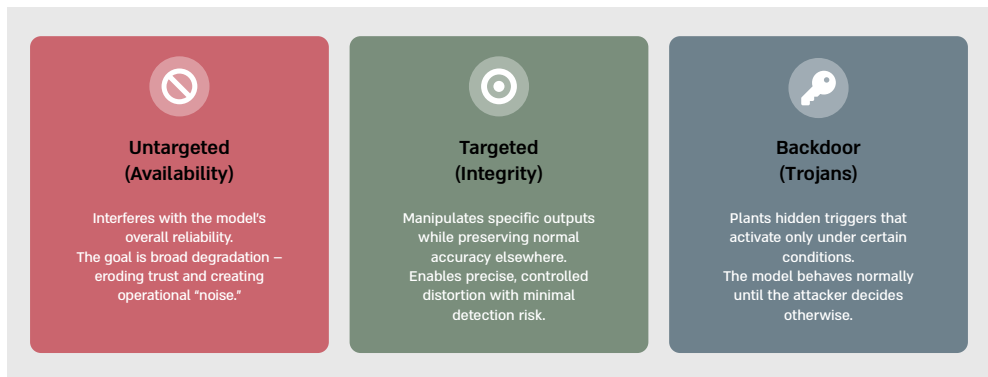 Untargeted
(Availability)
Interferes with the model's
overall reliability.
The goal is broad degradation –
eroding trust and creating
operational "noise."
Targeted
(Integrity)
Manipulates specific outputs
while preserving normal
accuracy elsewhere.
Enables precise, controlled
distortion with minimal
detection risk.
Backdoor
(Trojans)
Plants hidden triggers that
activate only under certain
conditions.
The model behaves normally
until the attacker decides
otherwise.